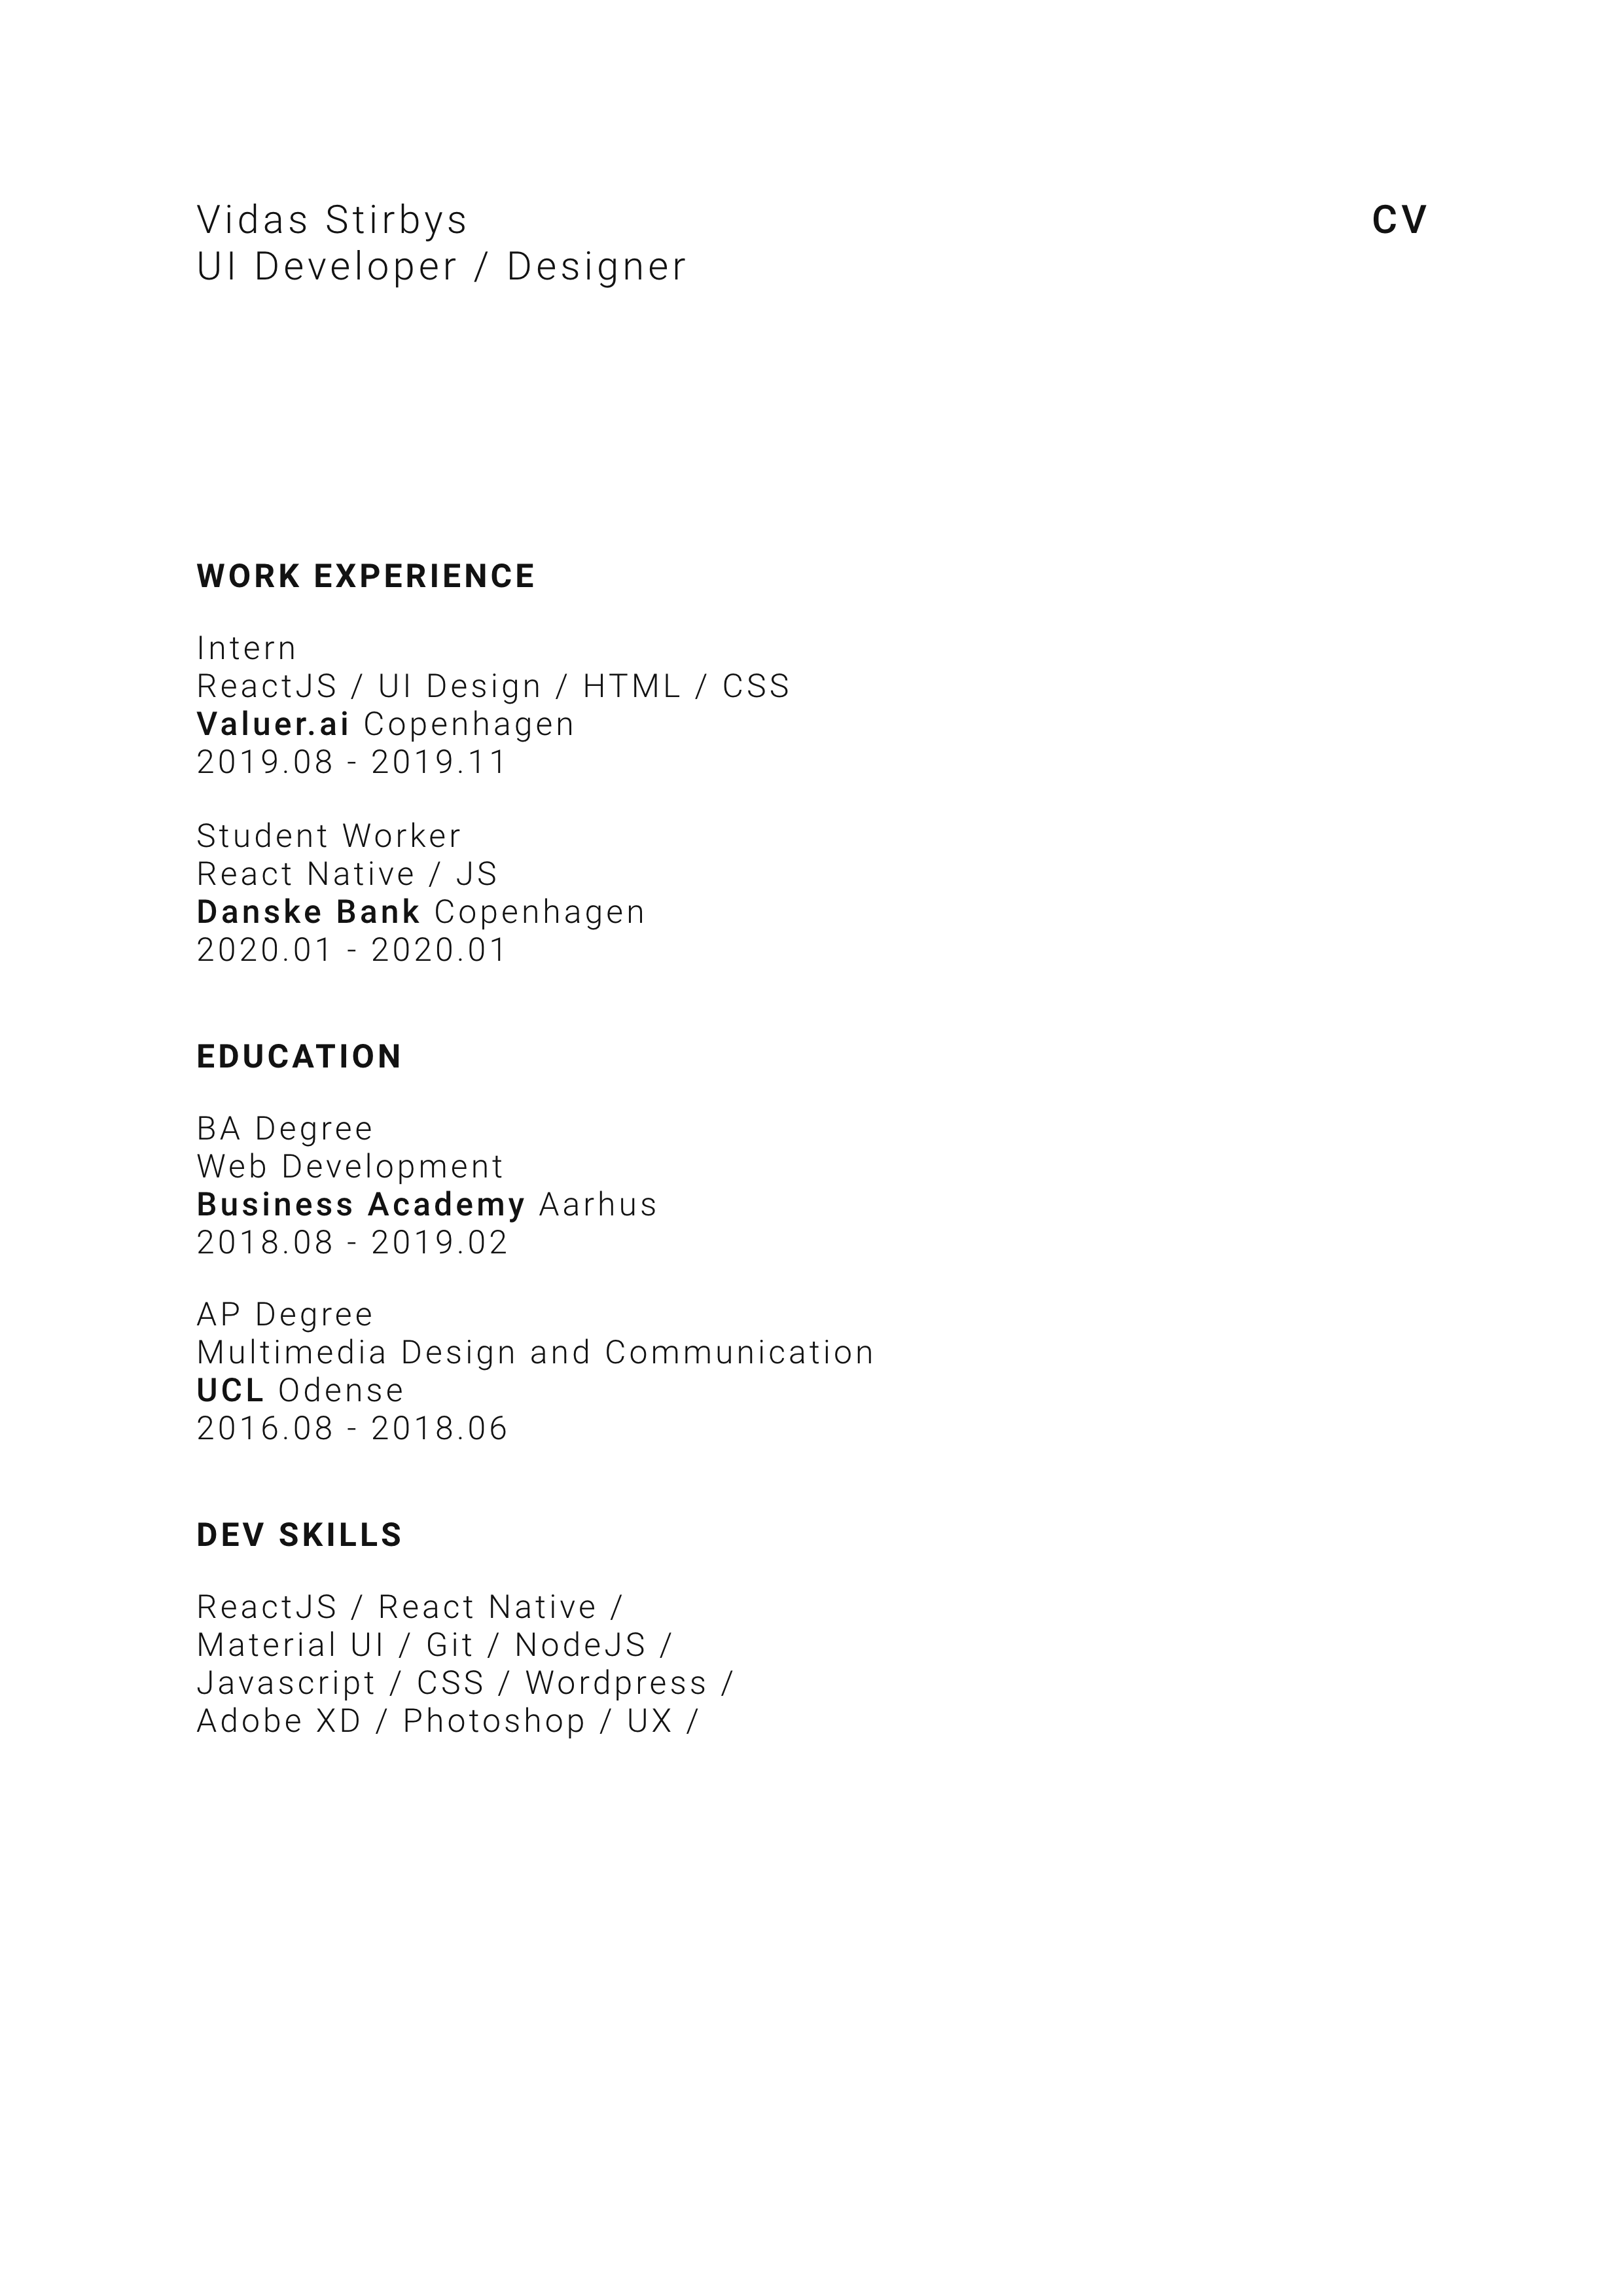 Vidas Stirbys
CV
UI Developer / Designer
WORK EXPERIENCE
Intern
ReactJS / UI Design / HTML / CSS
Valuer.ai Copenhagen
2019.08 - 2019.11
Student Worker
React Native / JS
Danske Bank Copenhagen
2020.01 - 2020.01
EDUCATION
BA Degree
Web Development
Business Academy Aarhus
2018.08 - 2019.02
AP Degree
Multimedia Design and Communication
UCL Odense
2016.08 - 2018.06
DEV SKILLS
ReactJS / React Native /
Material UI / Git / NodeJS /
Javascript / CSS / Wordpress /
Adobe XD / Photoshop / UX /